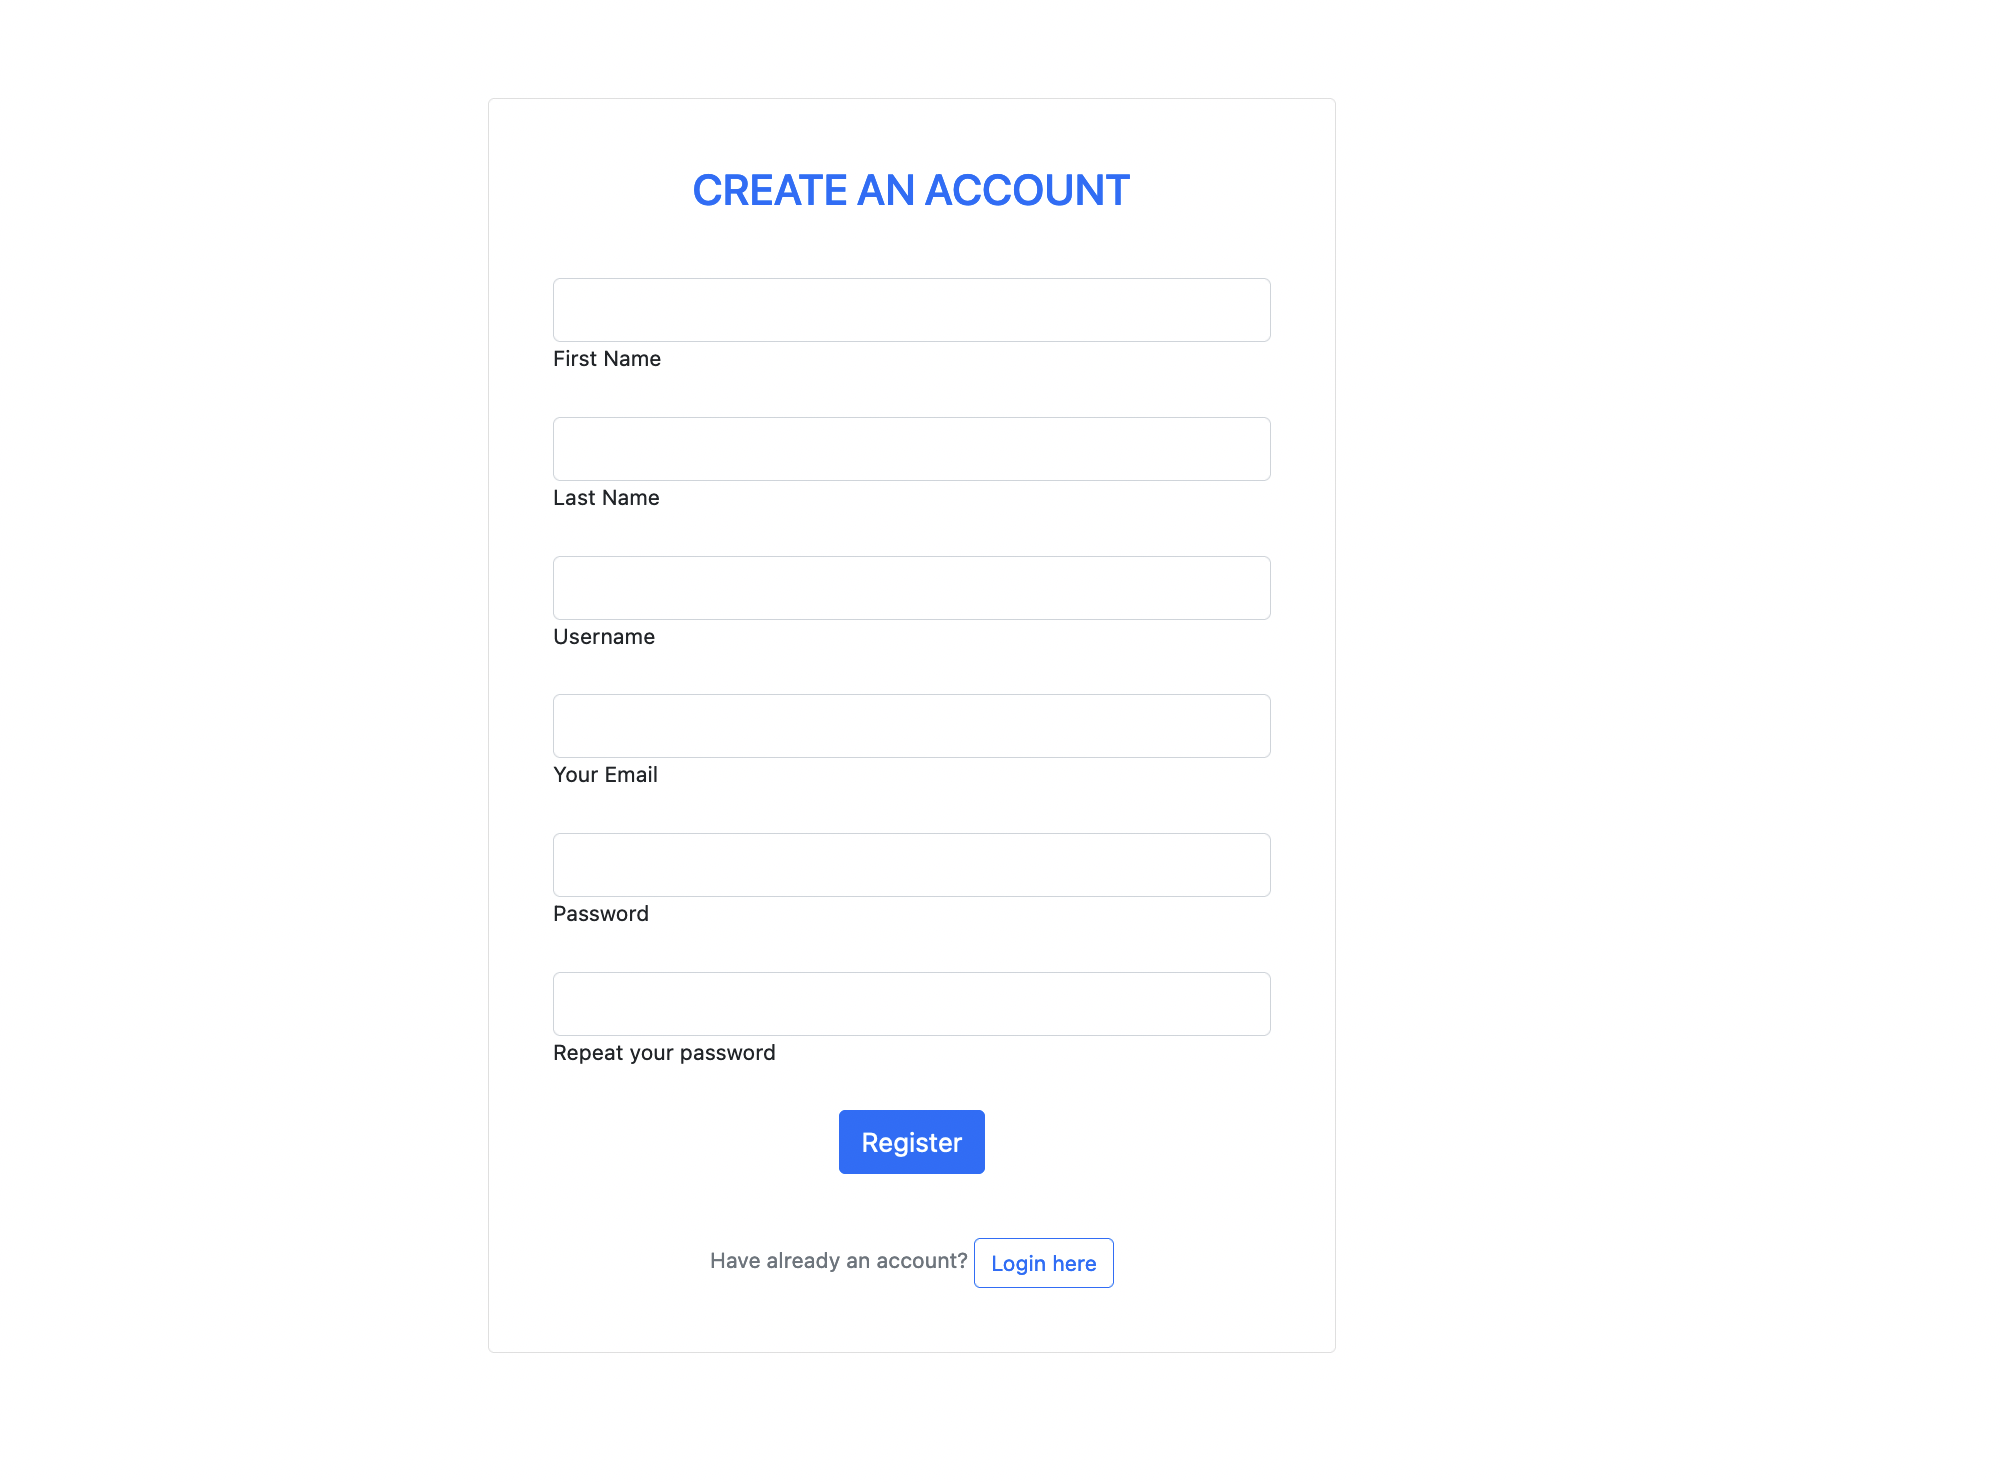 CREATE AN ACCOUNT
First Name
Last Name
Username
Your Email
Password
Repeat your password
Register
Have already an account? Login here